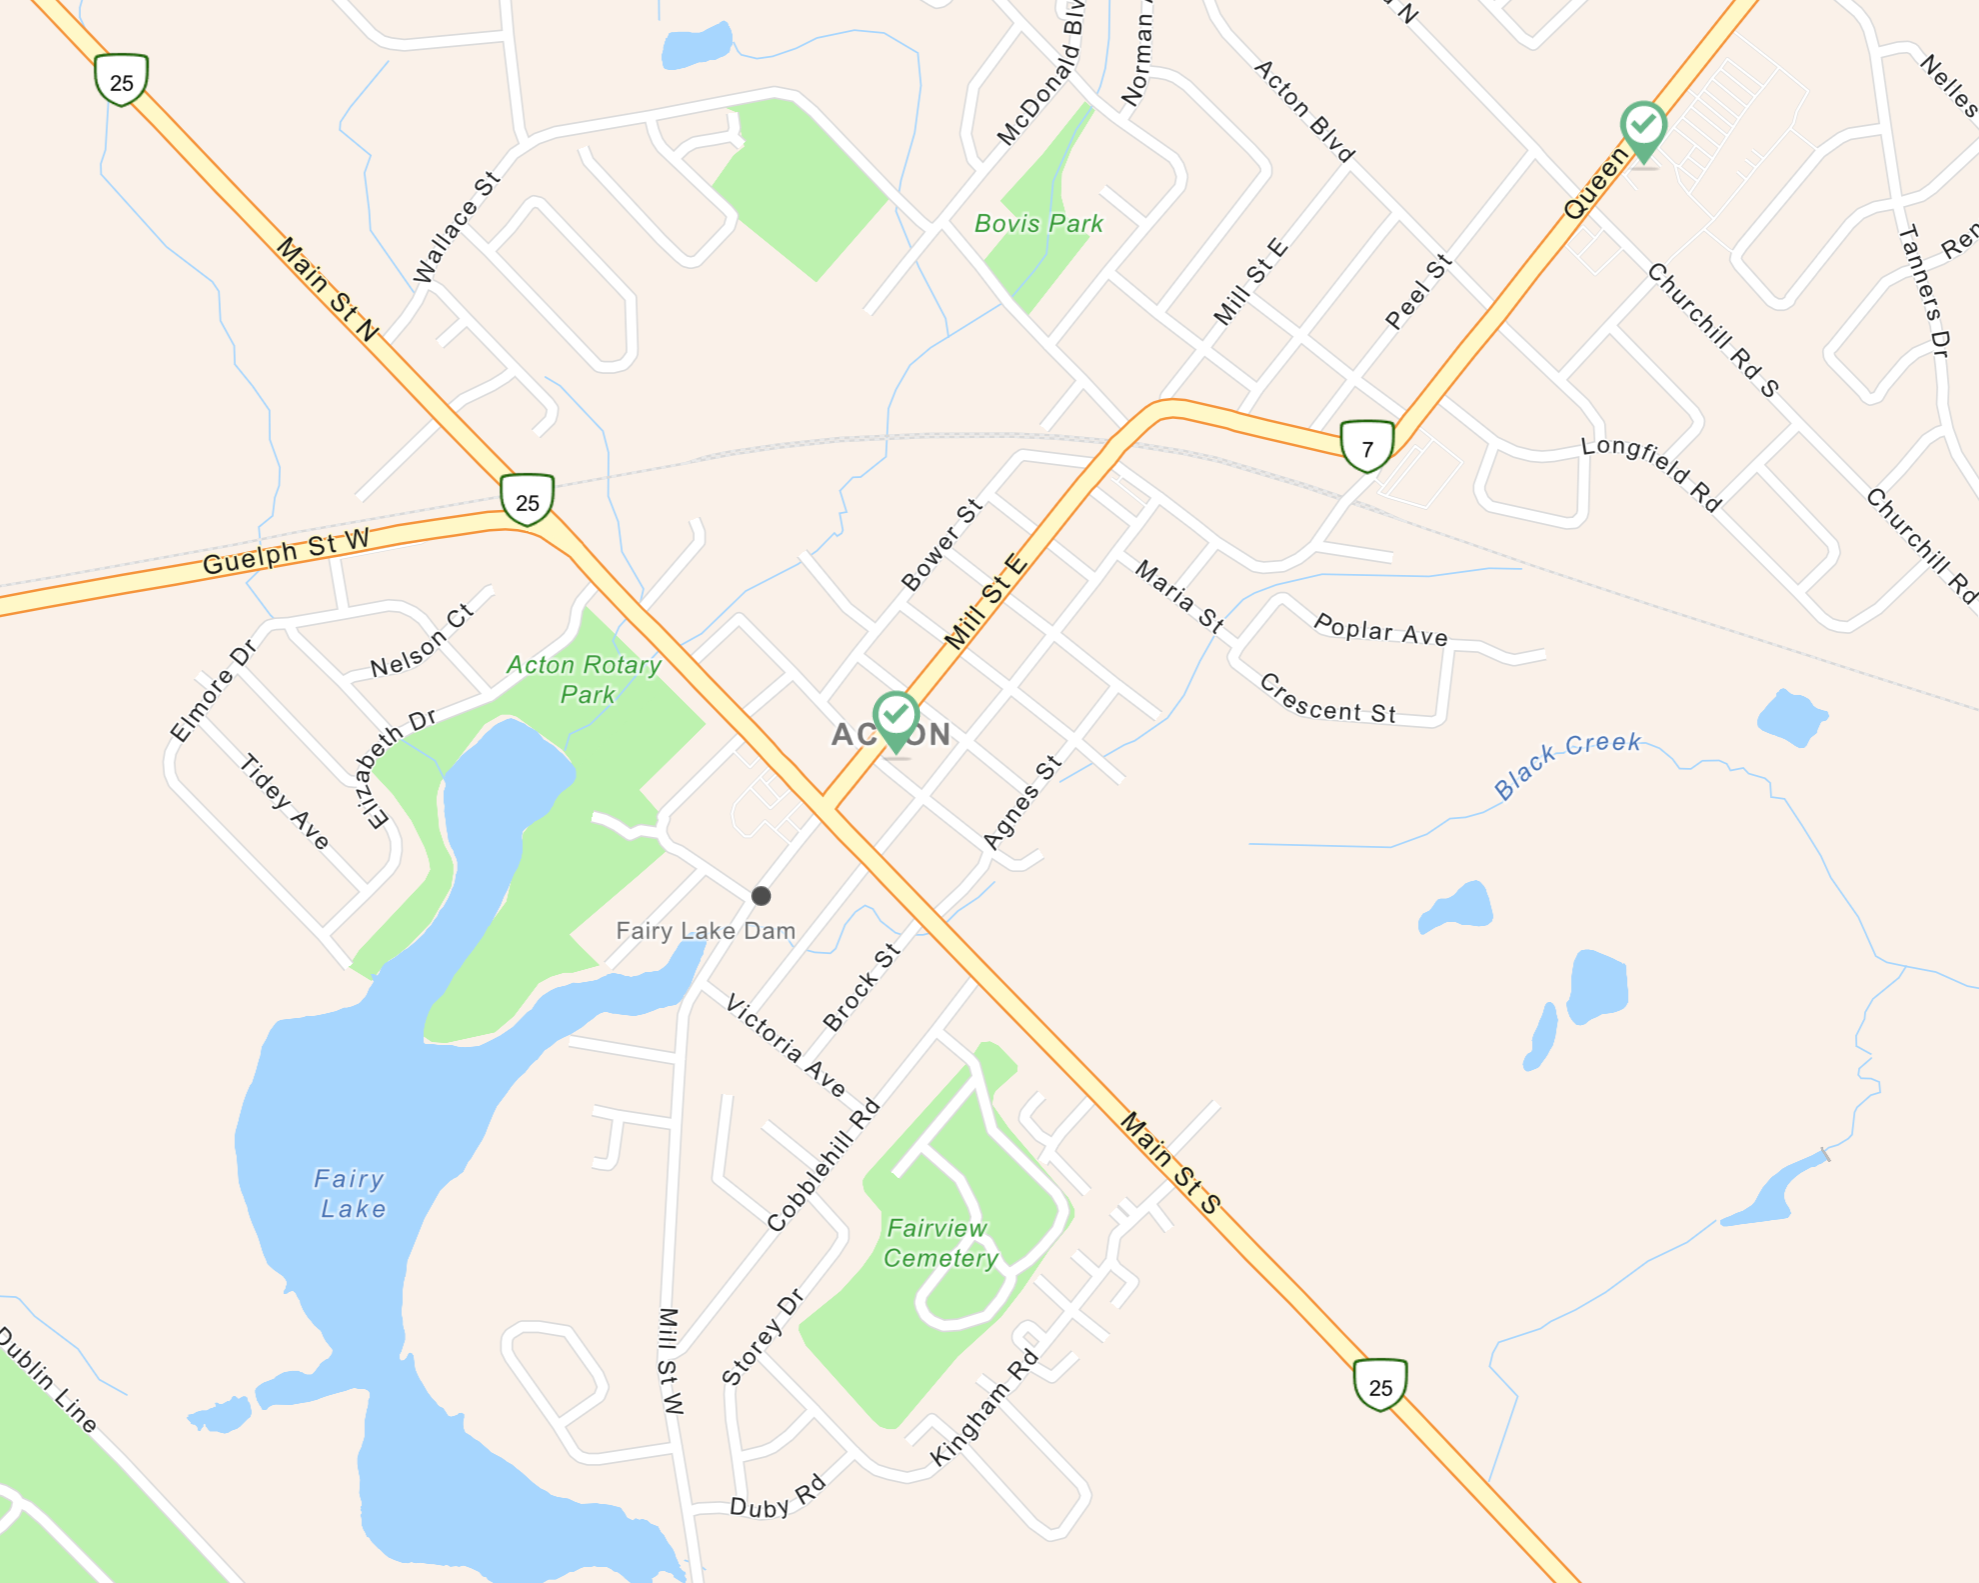 25
McDonald Blv
Norman
Acton Blvd
N
Nelles
Queen
Wallace St
Main St N
Bovis Park
Mill St E
Peel St
Churchill Rd S
Tanners Dr
Ren
7
Longfield Rd
Churchill Rd
25
Guelph St W
Bower St
Mill St E
Maria St
Poplar Ave
Crescent St
Nelson Ct
Elmore Dr
Acton Rotary
Park
Elizabeth Dr
Tidey Ave
ACTON
Agnes St
Black Creek
Fairy Lake Dam
Brock St
Victoria Ave
Cobblehill Rd
Main St S
Fairy
Lake
Fairview
Cemetery
Storey Dr
Mill St W
Kingham Rd
Dublin Line
25
Duby Rd